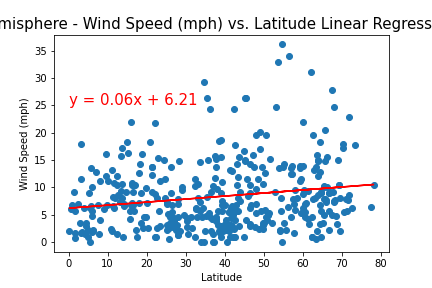 misphere - Wind Speed (mph) vs. Latitude Linear Regress
35
30
25
20
15
10
5
0
Wind Speed (mph)
y = 0.06x + 6.21
0 10 20 30 40 50 60 70 80
Latitude